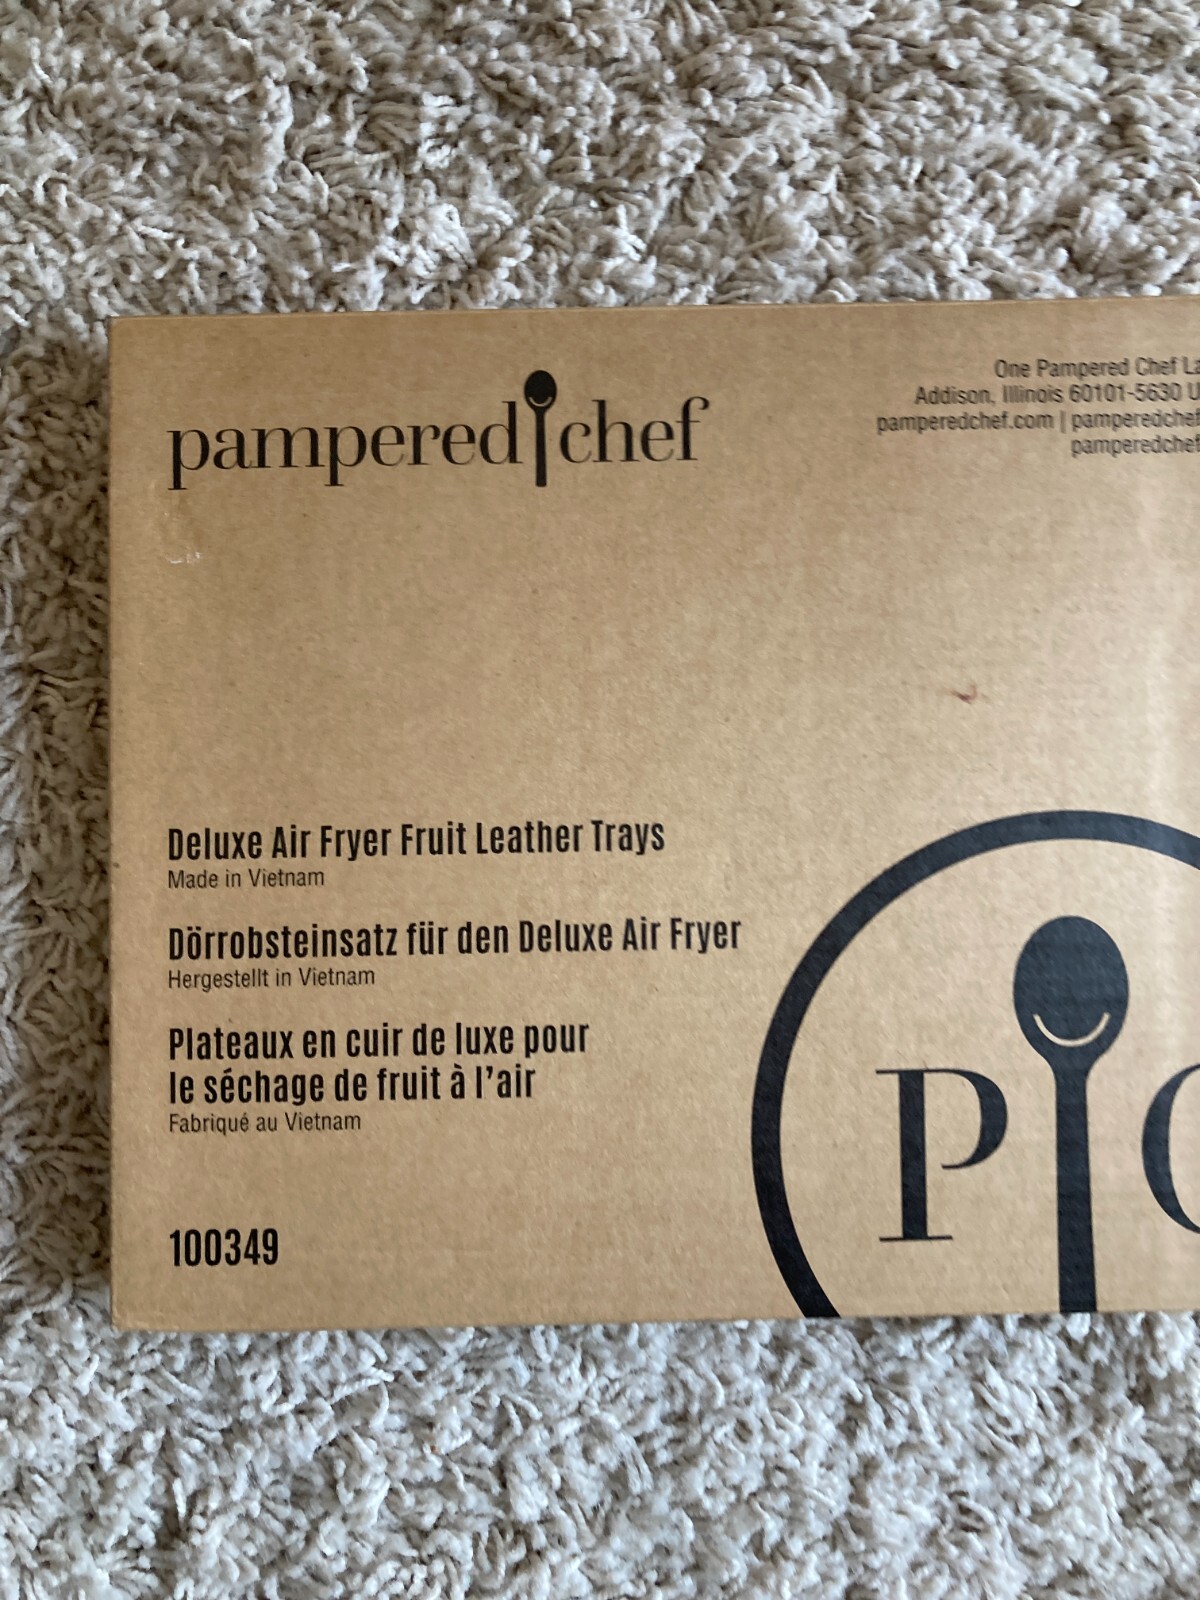 pampered chef
One Pampered Chef
Addison, Illinois 60101-5630
pamperedchef.com |
Deluxe Air Fryer Fruit Leather Trays
Made in Vietnam
Dörrobsteinsatz für den Deluxe Air Fryer
Hergestellt in Vietnam
Plateaux en cuir de luxe pour
le séchage de fruit à l’air
Fabriqué au Vietnam
100349
P